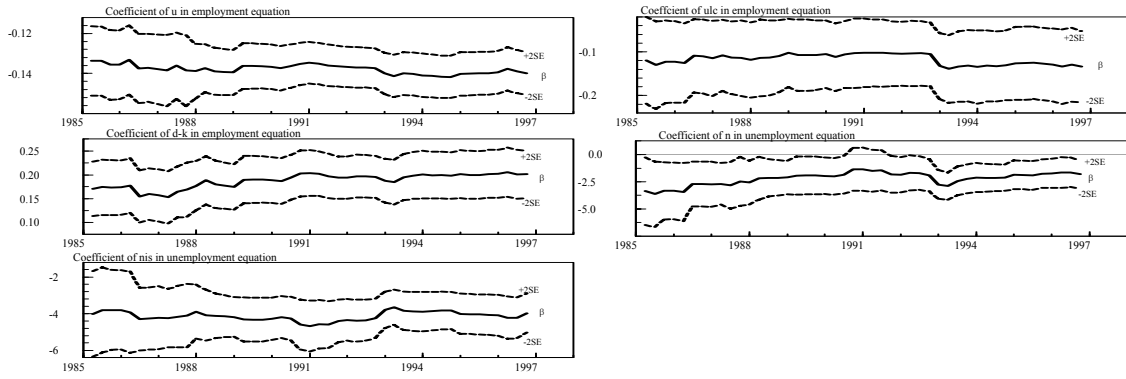 Coefficient of u in employment equation
-0.12
+2SE
-0.14
β
-2SE
1985 1988 1991 1994 1997
Coeffcient of ulc in employment equation
+2SE
-0.1
β
-0.2
-2SE
1985 1988 1991 1994 1997
Coefficient of d-k in employment equation
0.25
+2SE
0.20
β
0.15
-2SE
0.10
1985 1988 1991 1994 1997
Coefficient of n in unemployment equation
0.0
+2SE
β
-2.5
-2SE
-5.0
1985 1988 1991 1994 1997
Coefficient of nis in unemployment equation
-2
+2SE
-4
β
-2SE
-6
1985 1988 1991 1994 1997